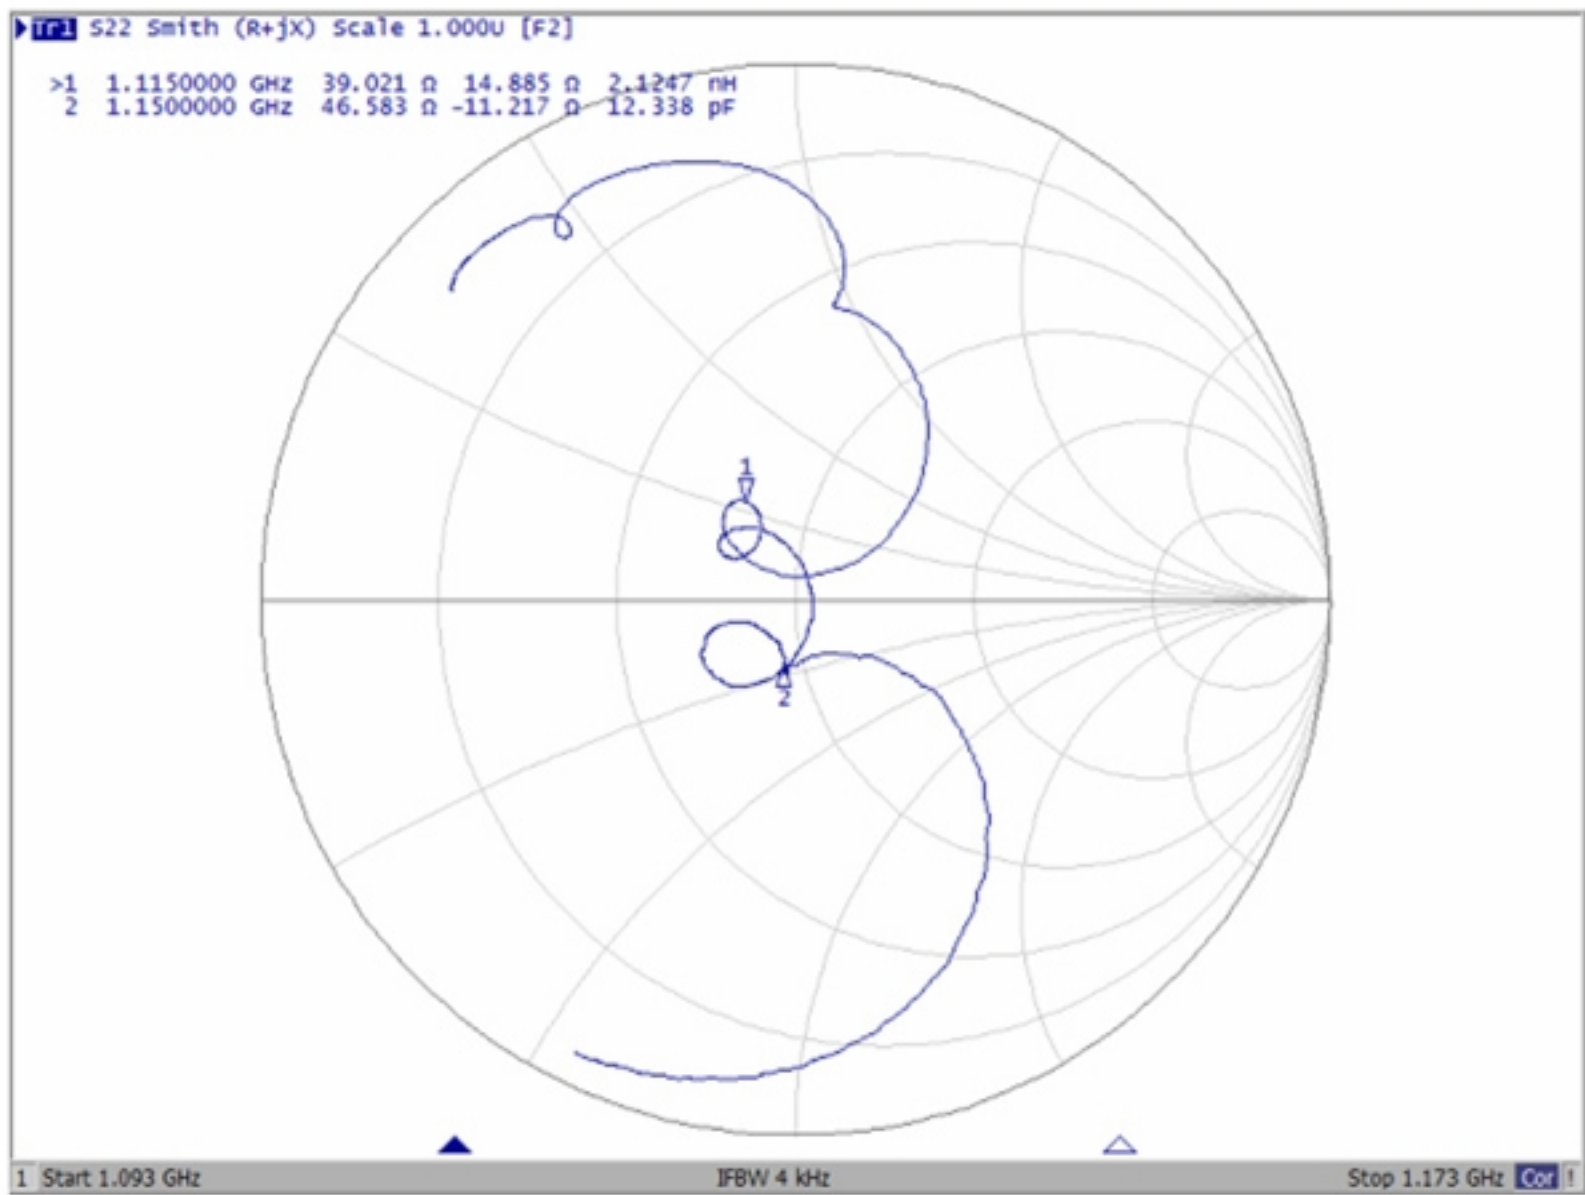 Tr1 S22 Smith (R+jX) Scale 1.000U [F2]
>1 1.1150000 GHz 39.021 Ω 14.885 Ω 2.1247 nH
2 1.1500000 GHz 46.583 Ω -11.217 Ω 12.338 pF
1
2
1 Start 1.093 GHz IFBW 4 kHz Stop 1.173 GHz Cor !